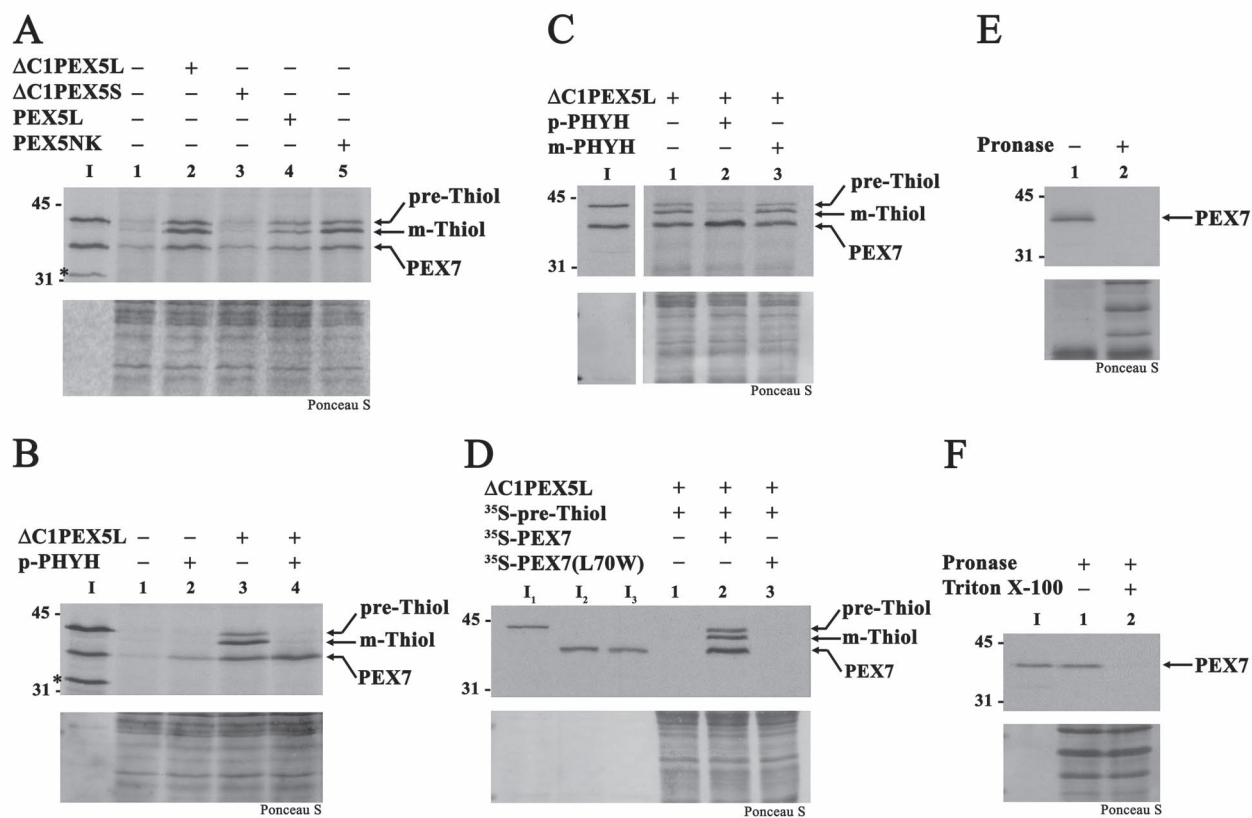 A
ΔC1PEX5L – + – – –
ΔC1PEX5S – – + – –
PEX5L – – – + –
PEX5NK – – – – +
I 1 2 3 4 5
45 -
pre-Thiol
m-Thiol
PEX7
*
31 -
Ponceau S
B
ΔC1PEX5L – – + +
p-PHYH – + – +
I 1 2 3 4
45 -
pre-Thiol
m-Thiol
PEX7
*
31 -
Ponceau S
C
ΔC1PEX5L + + +
p-PHYH – + –
m-PHYH – – +
I 1 2 3
45 -
pre-Thiol
m-Thiol
PEX7
31 -
Ponceau S
D
ΔC1PEX5L + + +
³⁵S-pre-Thiol + + +
³⁵S-PEX7 – + –
³⁵S-PEX7(L70W) – – +
I₁ I₂ I₃ 1 2 3
45 -
pre-Thiol
m-Thiol
PEX7
31 -
Ponceau S
E
Pronase – +
1 2
45 -
PEX7
31 -
Ponceau S
F
Pronase + +
Triton X-100 – +
I 1 2
45 -
PEX7
31 -
Ponceau S